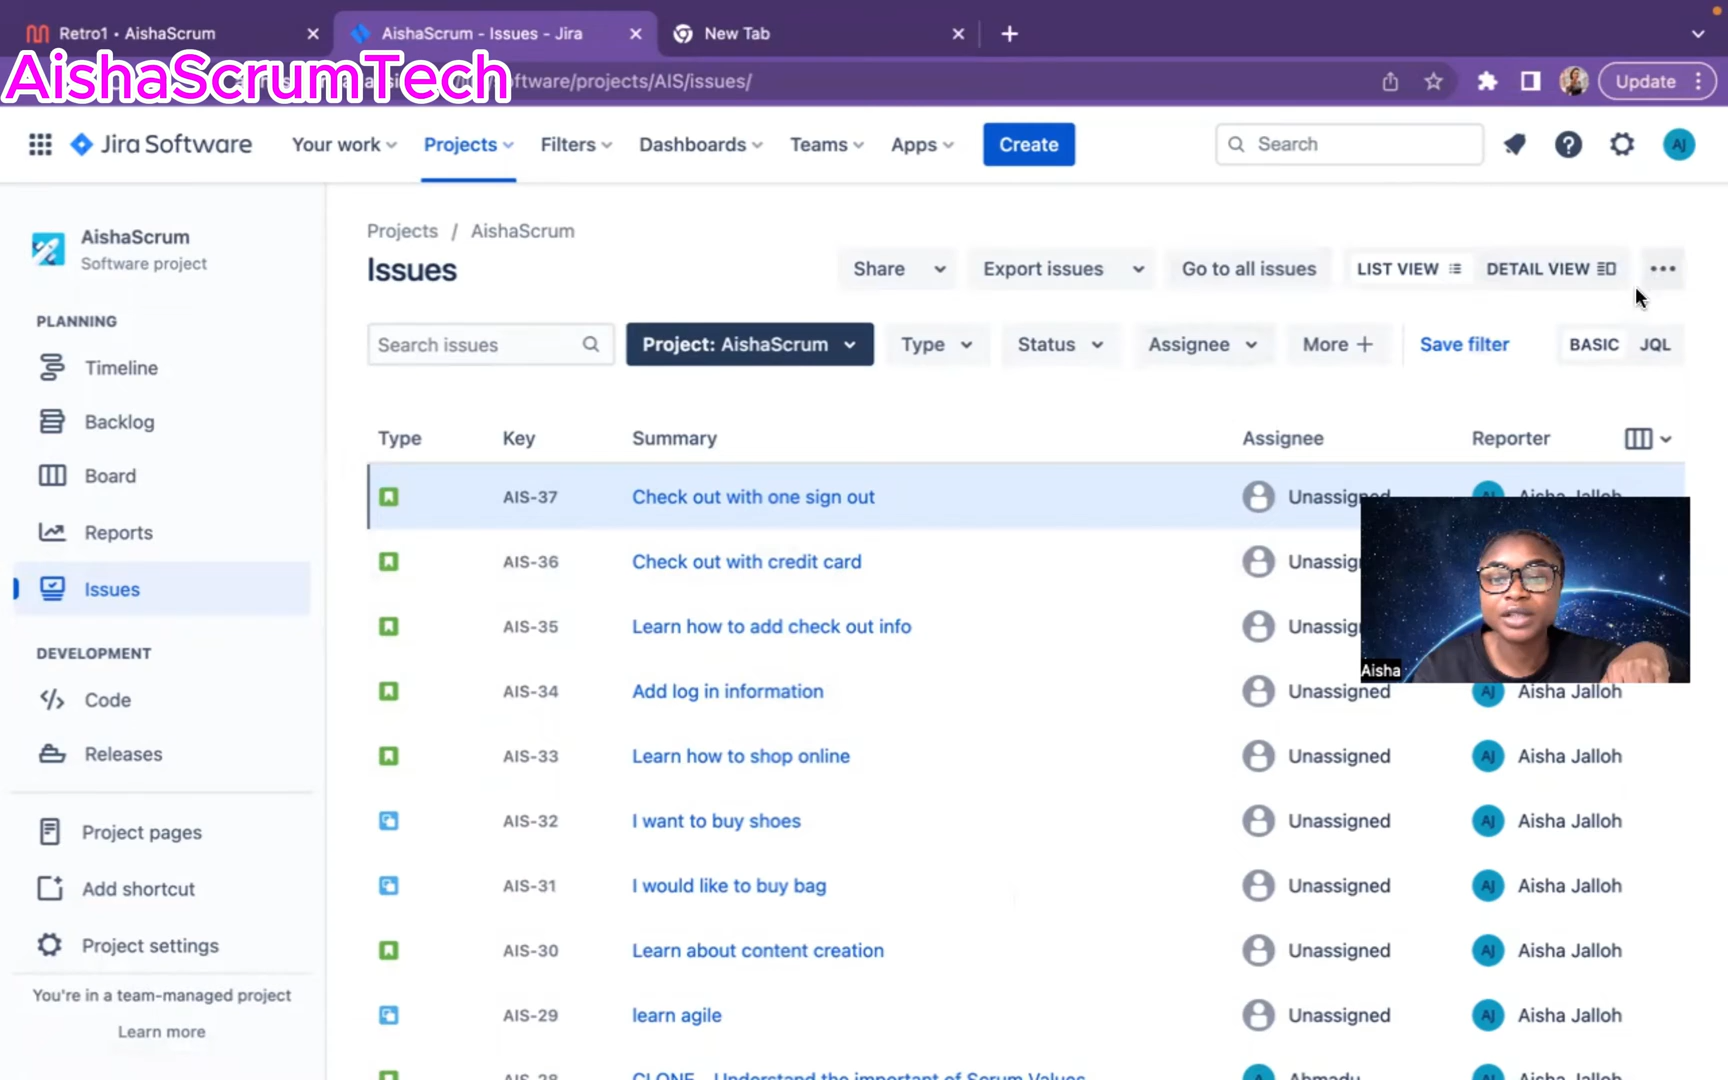 Retro1 • AishaScrum
AishaScrum - Issues - Jira
New Tab
AishaScrumTech
oftware/projects/AIS/issues/
Update
Jira Software
Your work
Projects
Filters
Dashboards
Teams
Apps
Create
Search
AJ
AishaScrum
Software project
PLANNING
Timeline
Backlog
Board
Reports
Issues
DEVELOPMENT
Code
Releases
Project pages
Add shortcut
Project settings
You're in a team-managed project
Learn more
Projects / AishaScrum
Issues
Share
Export issues
Go to all issues
LIST VIEW
DETAIL VIEW
Search issues
Project: AishaScrum
Type
Status
Assignee
More +
Save filter
BASIC
JQL
Type Key Summary Assignee Reporter
AIS-37 Check out with one sign out Unassigned AJ Aisha Jalloh
AIS-36 Check out with credit card Unassig
AIS-35 Learn how to add check out info Unassig
Aisha
AIS-34 Add log in information Unassigned AJ Aisha Jalloh
AIS-33 Learn how to shop online Unassigned AJ Aisha Jalloh
AIS-32 I want to buy shoes Unassigned AJ Aisha Jalloh
AIS-31 I would like to buy bag Unassigned AJ Aisha Jalloh
AIS-30 Learn about content creation Unassigned AJ Aisha Jalloh
AIS-29 learn agile Unassigned AJ Aisha Jalloh
AIS-28 CLONE - Understand the important of Scrum Values Ahmadu Aisha Jalloh